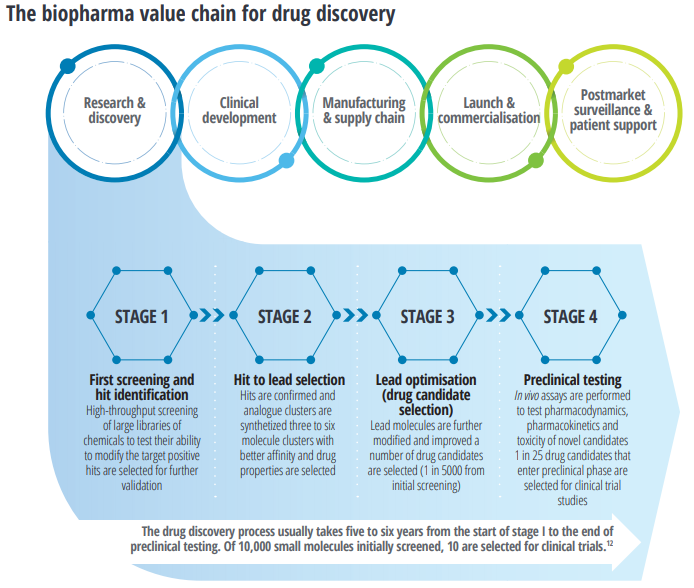 The biopharma value chain for drug discovery
Research &
discovery
Clinical
development
Manufacturing
& supply chain
Launch &
commercialisation
Postmarket
surveillance &
patient support
STAGE 1
STAGE 2
STAGE 3
STAGE 4
First screening and
hit identification
High-throughput screening
of large libraries of
chemicals to test their ability
to modify the target positive
hits are selected for further
validation
Hit to lead selection
Hits are confirmed and
analogue clusters are
synthetized three to six
molecule clusters with
better affinity and drug
properties are selected
Lead optimisation
(drug candidate
selection)
Lead molecules are further
modified and improved a
number of drug candidates
are selected (1 in 5000 from
initial screening)
Preclinical testing
In vivo assays are performed
to test pharmacodynamics,
pharmacokinetics and
toxicity of novel candidates
1 in 25 drug candidates that
enter preclinical phase are
selected for clinical trial
studies
The drug discovery process usually takes five to six years from the start of stage I to the end of
preclinical testing. Of 10,000 small molecules initially screened, 10 are selected for clinical trials.¹²